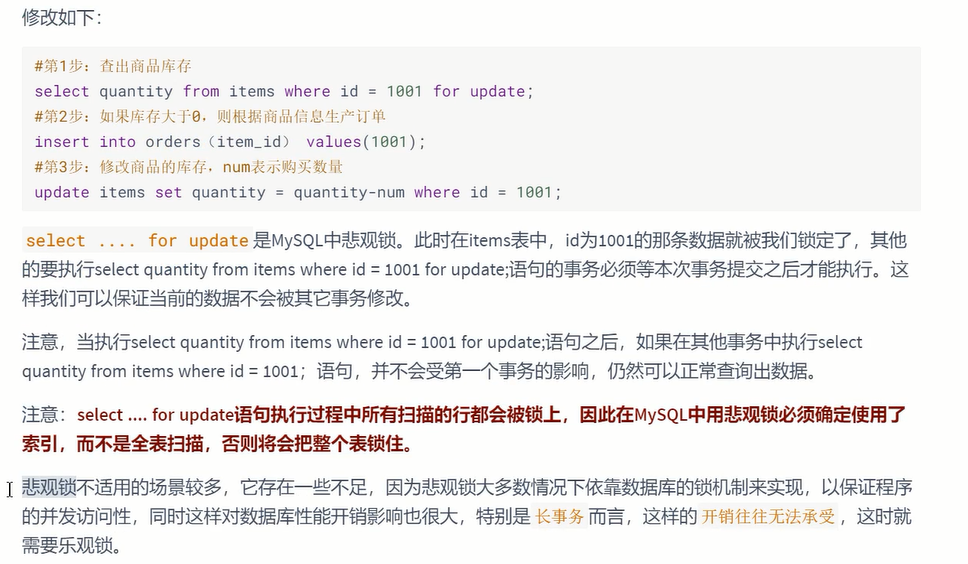 修改如下：
#第1步：查出商品库存
select quantity from items where id = 1001 for update;
#第2步：如果库存大于0，则根据商品信息生产订单
insert into orders（item_id） values(1001);
#第3步：修改商品的库存，num表示购买数量
update items set quantity = quantity-num where id = 1001;
select .... for update是MySQL中悲观锁。此时在items表中，id为1001的那条数据就被我们锁定了，其他
的要执行select quantity from items where id = 1001 for update;语句的事务必须等本次事务提交之后才能执行。这
样我们可以保证当前的数据不会被其它事务修改。
注意，当执行select quantity from items where id = 1001 for update;语句之后，如果在其他事务中执行select
quantity from items where id = 1001；语句，并不会受第一个事务的影响，仍然可以正常查询出数据。
注意：select .... for update语句执行过程中所有扫描的行都会被锁上，因此在MySQL中用悲观锁必须确定使用了
索引，而不是全表扫描，否则将会把整个表锁住。
悲观锁不适用的场景较多，它存在一些不足，因为悲观锁大多数情况下依靠数据库的锁机制来实现，以保证程序
的并发访问性，同时这样对数据库性能开销影响也很大，特别是 长事务 而言，这样的 开销往往无法承受 ，这时就
需要乐观锁。